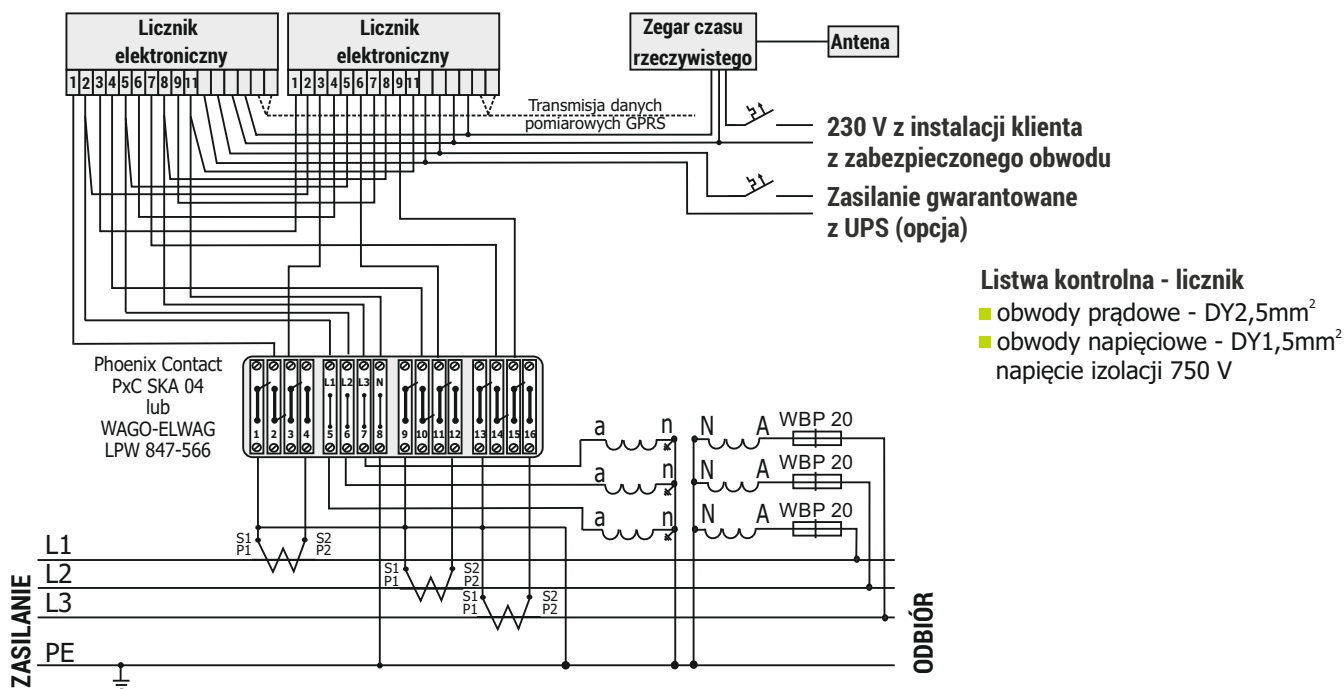 Licznik
elektroniczny
1 2 3 4 5 6 7 8 9 11
Licznik
elektroniczny
1 2 3 4 5 6 7 8 9 11
Zegar czasu
rzeczywistego
Antena
Transmisja danych
pomiarowych GPRS
230 V z instalacji klienta
z zabezpieczonego obwodu
Zasilanie gwarantowane
z UPS (opcja)
Listwa kontrolna - licznik
obwody prądowe - DY2,5mm²
obwody napięciowe - DY1,5mm²
napięcie izolacji 750 V
Phoenix Contact
PxC SKA 04
lub
WAGO-ELWAG
LPW 847-566
L1 L2 L3 N
1 2 3 4 5 6 7 8 9 10 11 12 13 14 15 16
a n N A WBP 20
a n N A WBP 20
a n N A WBP 20
S1 S2
P1 P2
S1 S2
P1 P2
S1 S2
P1 P2
L1
L2
L3
PE
ZASILANIE
ODBIÓR